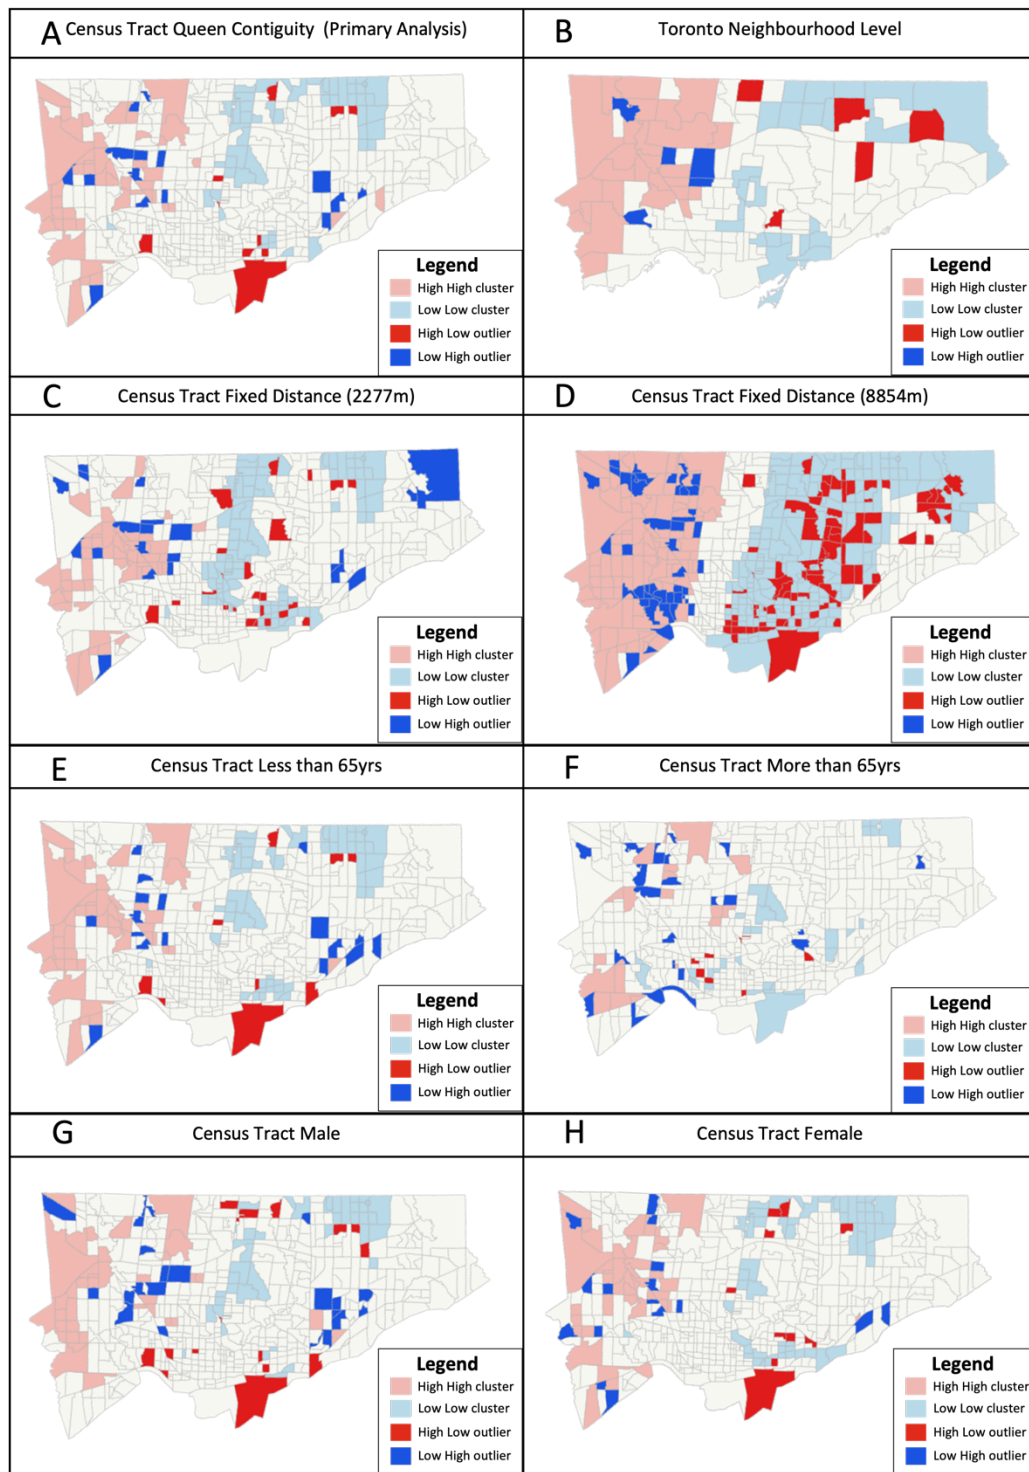 A Census Tract Queen Contiguity (Primary Analysis)
B Toronto Neighbourhood Level
Legend
High High cluster
Low Low cluster
High Low outlier
Low High outlier
Legend
High High cluster
Low Low cluster
High Low outlier
Low High outlier
C Census Tract Fixed Distance (2277m)
D Census Tract Fixed Distance (8854m)
Legend
High High cluster
Low Low cluster
High Low outlier
Low High outlier
Legend
High High cluster
Low Low cluster
High Low outlier
Low High outlier
E Census Tract Less than 65yrs
F Census Tract More than 65yrs
Legend
High High cluster
Low Low cluster
High Low outlier
Low High outlier
Legend
High High cluster
Low Low cluster
High Low outlier
Low High outlier
G Census Tract Male
H Census Tract Female
Legend
High High cluster
Low Low cluster
High Low outlier
Low High outlier
Legend
High High cluster
Low Low cluster
High Low outlier
Low High outlier